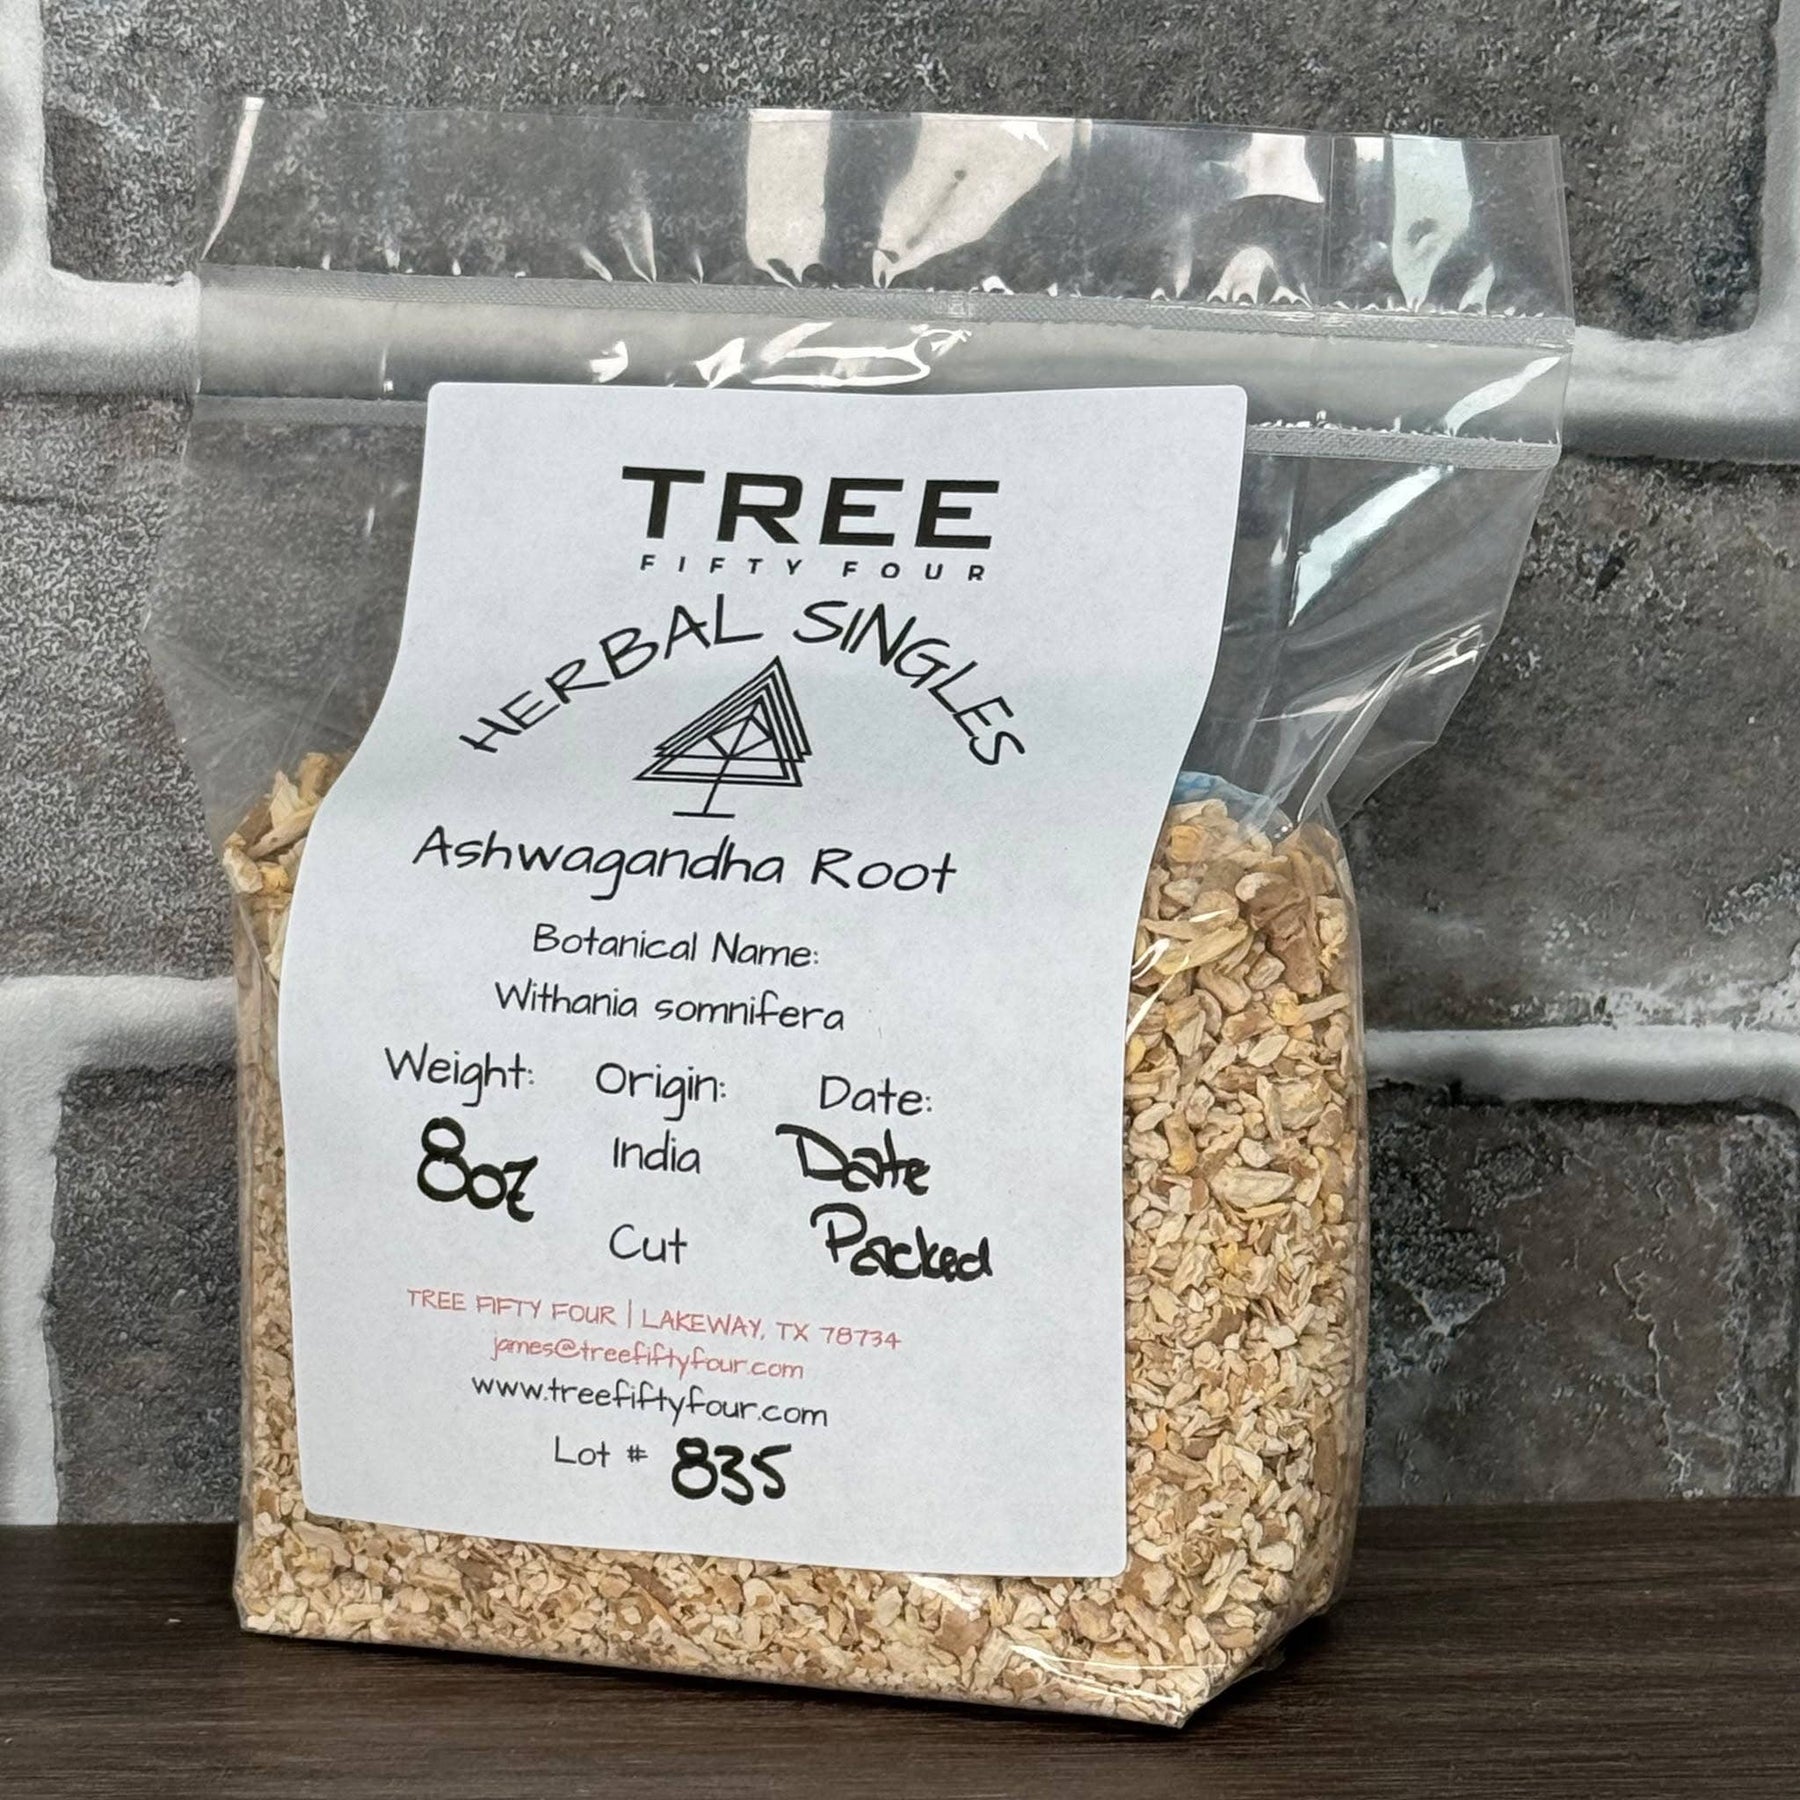 TREE
FIFTY FOUR
HERBAL SINGLES
Ashwagandha Root
Botanical Name:
Withania somnifera
Weight: Origin: Date:
8oz India Date
Cut Packed
TREE FIFTY FOUR | LAKEWAY, TX 78734
james@treefiftyfour.com
www.treefiftyfour.com
Lot # 835